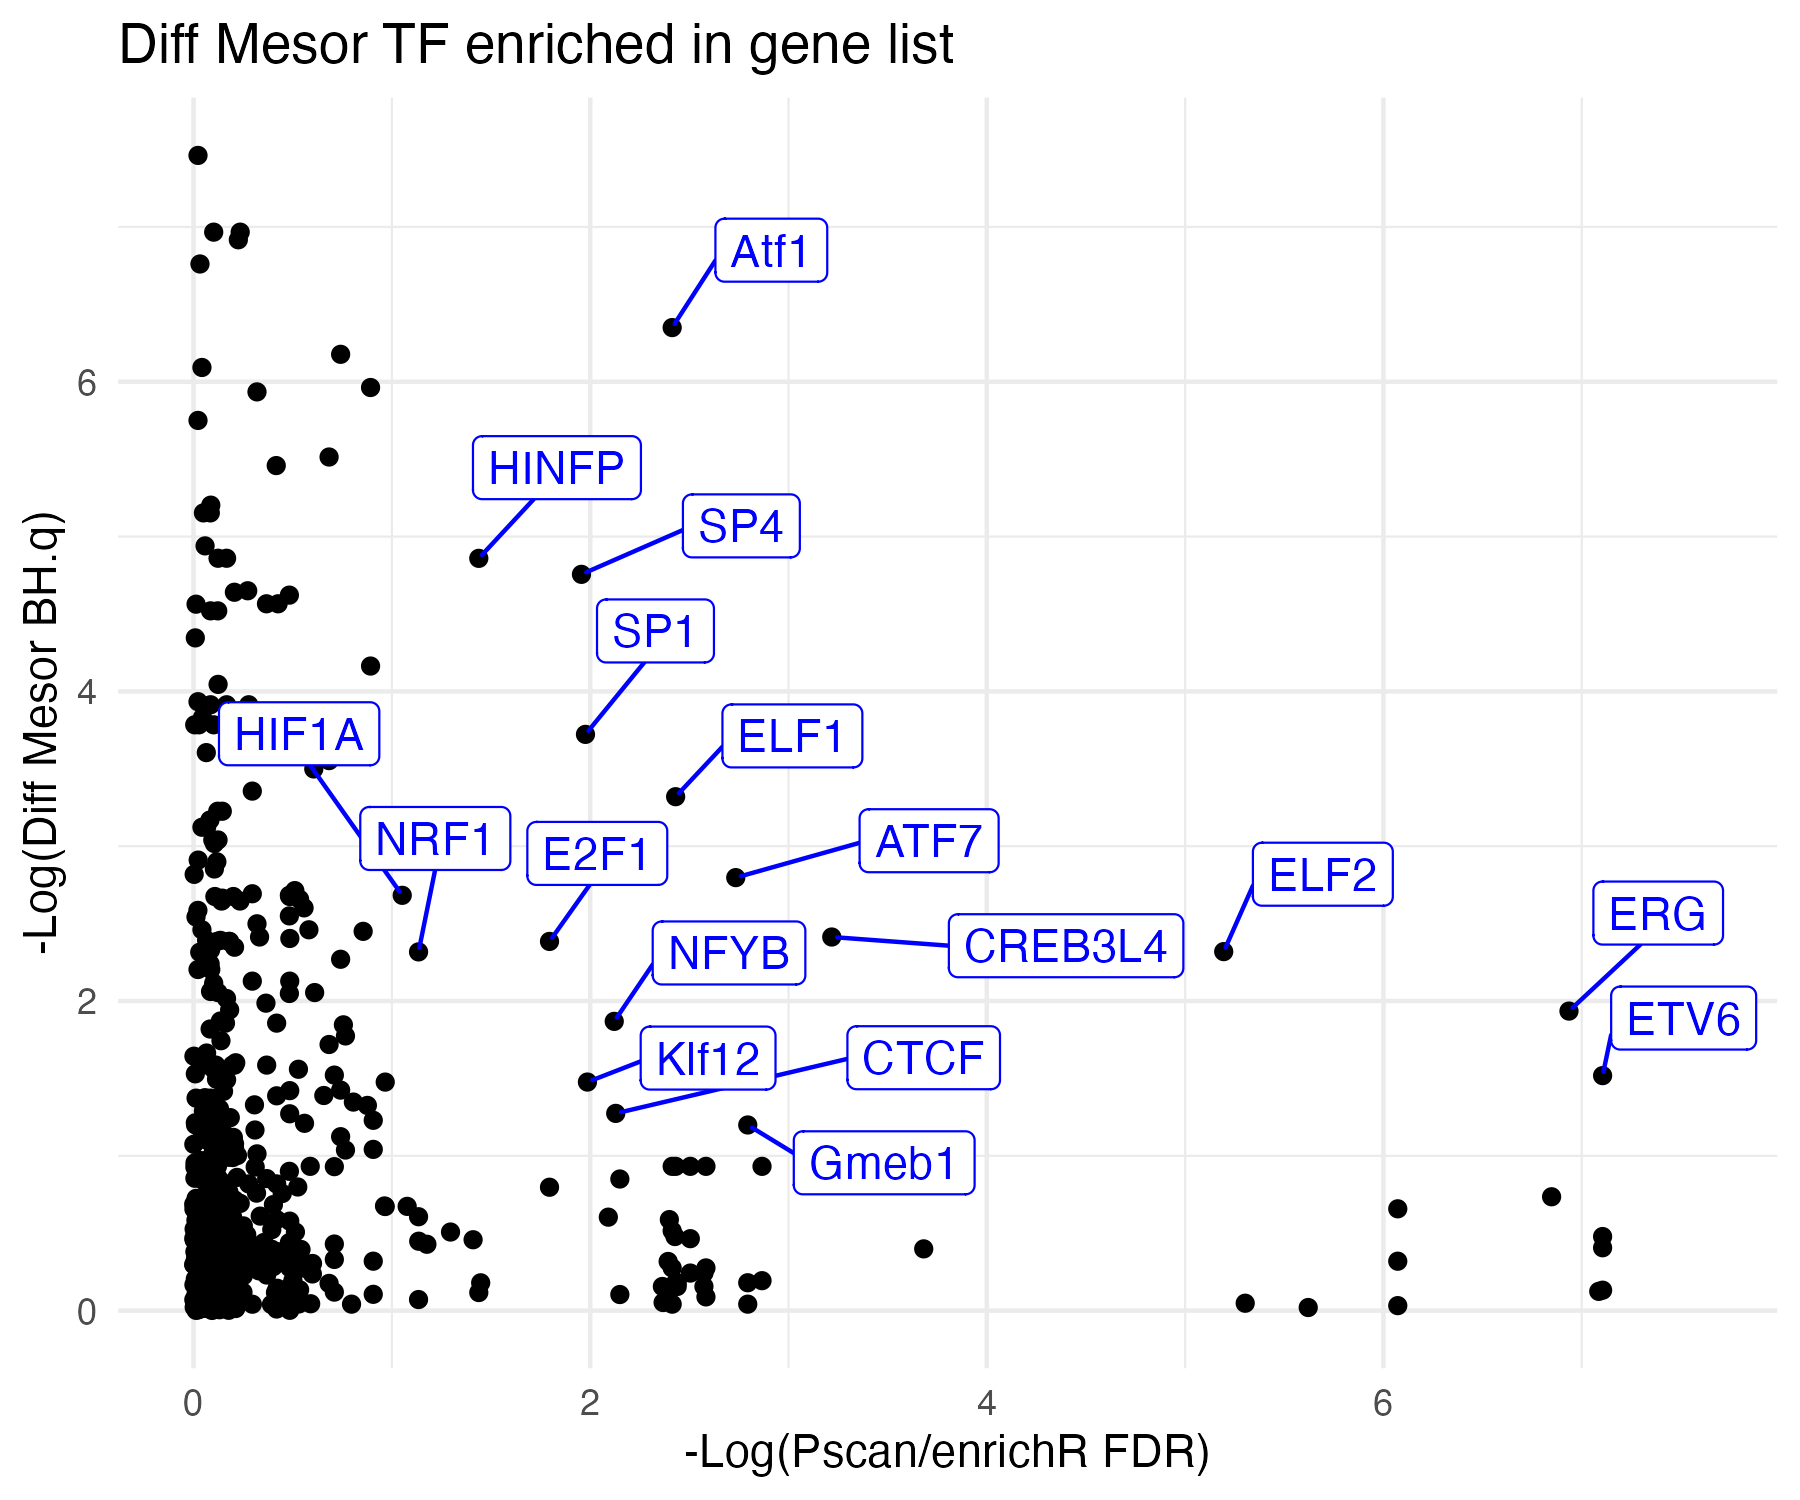 Diff Mesor TF enriched in gene list
-Log(Diff Mesor BH.q)
6
4
2
0
Atf1
HINFP
SP4
SP1
HIF1A
ELF1
NRF1
E2F1
ATF7
ELF2
ERG
NFYB
CREB3L4
ETV6
Klf12
CTCF
Gmeb1
0
2
4
6
-Log(Pscan/enrichR FDR)